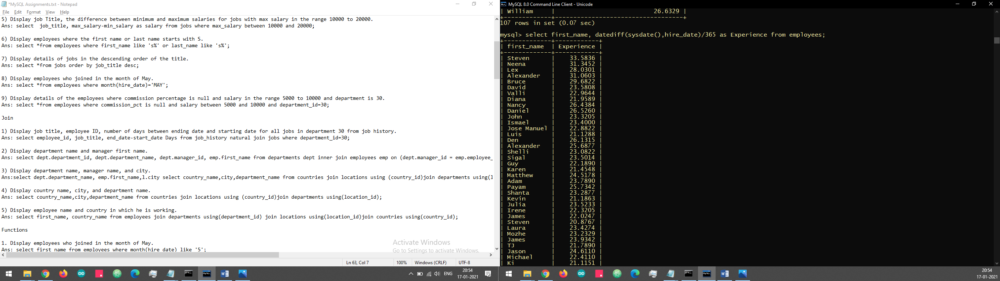 *MySQL Assignments.txt - Notepad
File Edit Format View Help
5) Display job Title, the difference between minimum and maximum salaries for jobs with max salary in the range 10000 to 20000.
Ans: select  job_title, max_salary-min_salary as salary from jobs where max_salary between 10000 and 20000;
6) Display employees where the first name or last name starts with S.
Ans: select *from employees where first_name like 's%' or last_name like 's%';
7) Display details of jobs in the descending order of the title.
Ans: select *from jobs order by job_title desc;
8) Display employees who joined in the month of May.
Ans: select *from employees where month(hire_date)='MAY';
9) Display details of the employees where commission percentage is null and salary in the range 5000 to 10000 and department is 30.
Ans: select *from employees where commission_pct is null and salary between 5000 and 10000 and department_id=30;
Join
1) Display job title, employee ID, number of days between ending date and starting date for all jobs in department 30 from job history.
Ans: select employee_id, job_title, end_date-start_date Days from job_history natural join jobs where department_id=30;
2) Display department name and manager first name.
Ans: select dept.department_id, dept.department_name, dept.manager_id, emp.first_name from departments dept inner join employees emp on (dept.manager_id = emp.employee_
3) Display department name, manager name, and city.
Ans:select dept.department_name, emp.first_name,l.city select country_name,city,department_name from countries join locations using (country_id)join departments using(l
4) Display country name, city, and department name.
Ans: select country_name,city,department_name from countries join locations using (country_id)join departments using(location_id);
5) Display employee name and country in which he is working.
Ans: select first_name, country_name from employees join departments using(department_id) join locations using(location_id)join countries using(country_id);
Functions
1. Display employees who joined in the month of May.
Ans: select first_name from employees where month(hire_date) like '5';
Activate Windows
Go to Settings to activate Windows.
Ln 63, Col 7 100% Windows (CRLF) UTF-8
ENG 20:54
17-01-2021
MySQL 8.0 Command Line Client - Unicode
| William | 26.6329 |
+-------------+-----------------------------------+
107 rows in set (0.07 sec)
mysql> select first_name, datediff(sysdate(),hire_date)/365 as Experience from employees;
+-------------+------------+
| first_name | Experience |
+-------------+------------+
| Steven | 33.5836 |
| Neena | 31.3452 |
| Lex | 28.0301 |
| Alexander | 31.0603 |
| Bruce | 29.6822 |
| David | 23.5808 |
| Valli | 22.9644 |
| Diana | 21.9589 |
| Nancy | 26.4384 |
| Daniel | 26.5260 |
| John | 23.3205 |
| Ismael | 23.4000 |
| Jose Manuel | 22.8822 |
| Luis | 21.1288 |
| Den | 26.1315 |
| Alexander | 25.6877 |
| Shelli | 23.0822 |
| Sigal | 23.5014 |
| Guy | 22.1890 |
| Karen | 21.4548 |
| Matthew | 24.5178 |
| Adam | 23.7890 |
| Payam | 25.7342 |
| Shanta | 23.2877 |
| Kevin | 21.1863 |
| Julia | 23.5233 |
| Irene | 22.3205 |
| James | 22.0247 |
| Steven | 20.8767 |
| Laura | 23.4274 |
| Mozhe | 23.2329 |
| James | 23.9342 |
| TJ | 21.7890 |
| Jason | 24.6110 |
| Michael | 22.4110 |
| Ki | 21.1151 |
20:54
17-01-2021